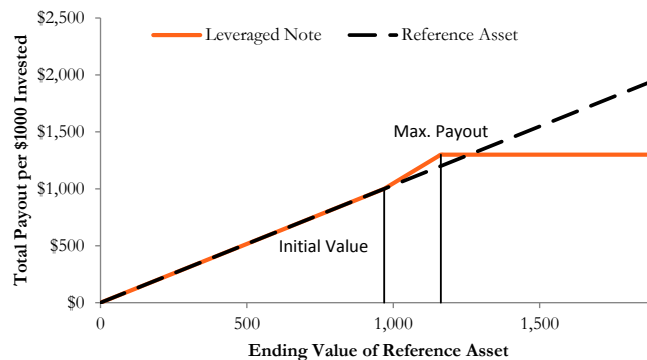 $2,500
Leveraged Note
Reference Asset
$2,000
$1,500
Max. Payout
$1,000
$500
Initial Value
$0
0
500
1,000
1,500
Total Payout per $1000 Invested
Ending Value of Reference Asset